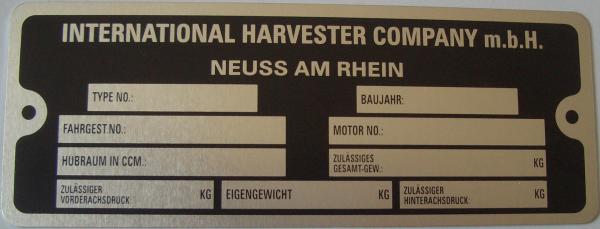 INTERNATIONAL HARVESTER COMPANY m.b.H.
NEUSS AM RHEIN
TYPE NO.: BAUJAHR:
FAHRGEST.NO.: MOTOR NO.:
HUBRAUM IN CCM.: ZULÄSSIGES
GESAMT-GEW.: KG
ZULÄSSIGER
VORDERACHSDRUCK: KG EIGENGEWICHT KG ZULÄSSIGER
HINTERACHSDRUCK: KG